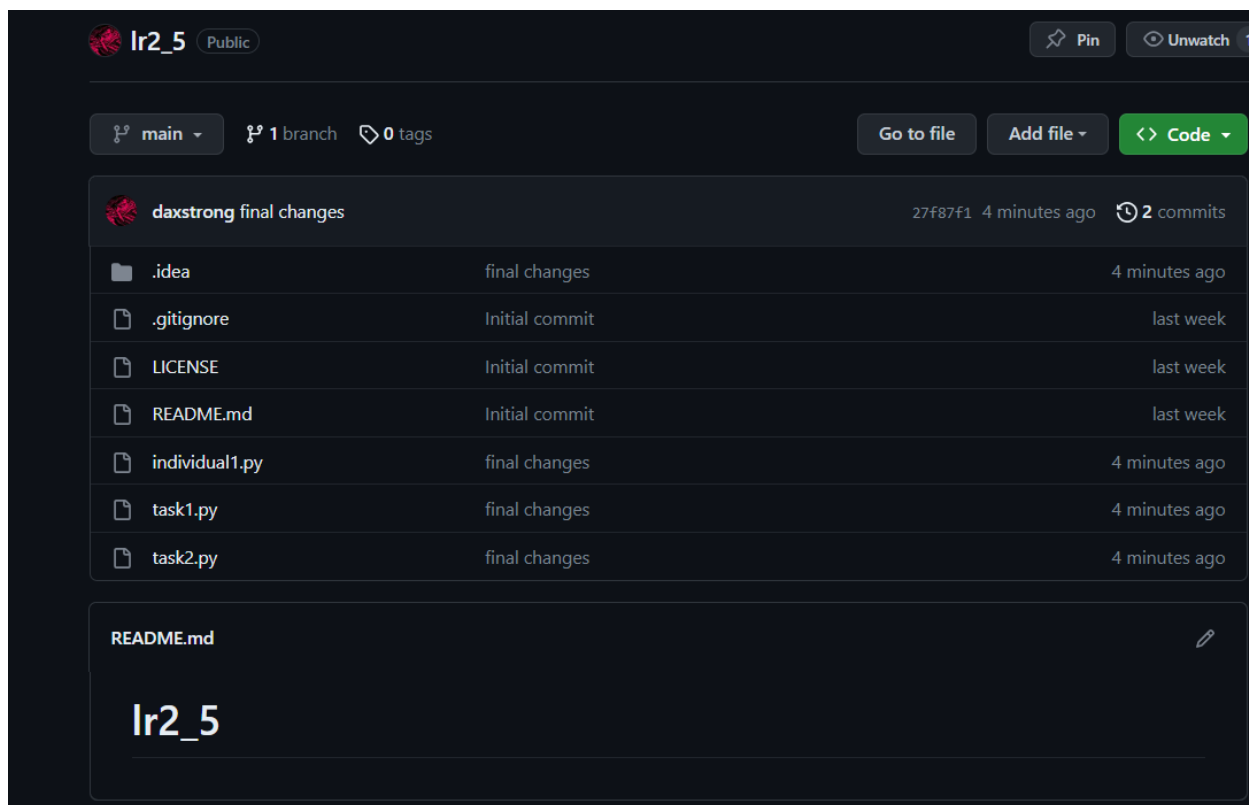 lr2_5 Public Pin Unwatch 1
main 1 branch 0 tags Go to file Add file <> Code
daxstrong final changes 27f87f1 4 minutes ago 2 commits
.idea final changes 4 minutes ago
.gitignore Initial commit last week
LICENSE Initial commit last week
README.md Initial commit last week
individual1.py final changes 4 minutes ago
task1.py final changes 4 minutes ago
task2.py final changes 4 minutes ago
README.md
lr2_5